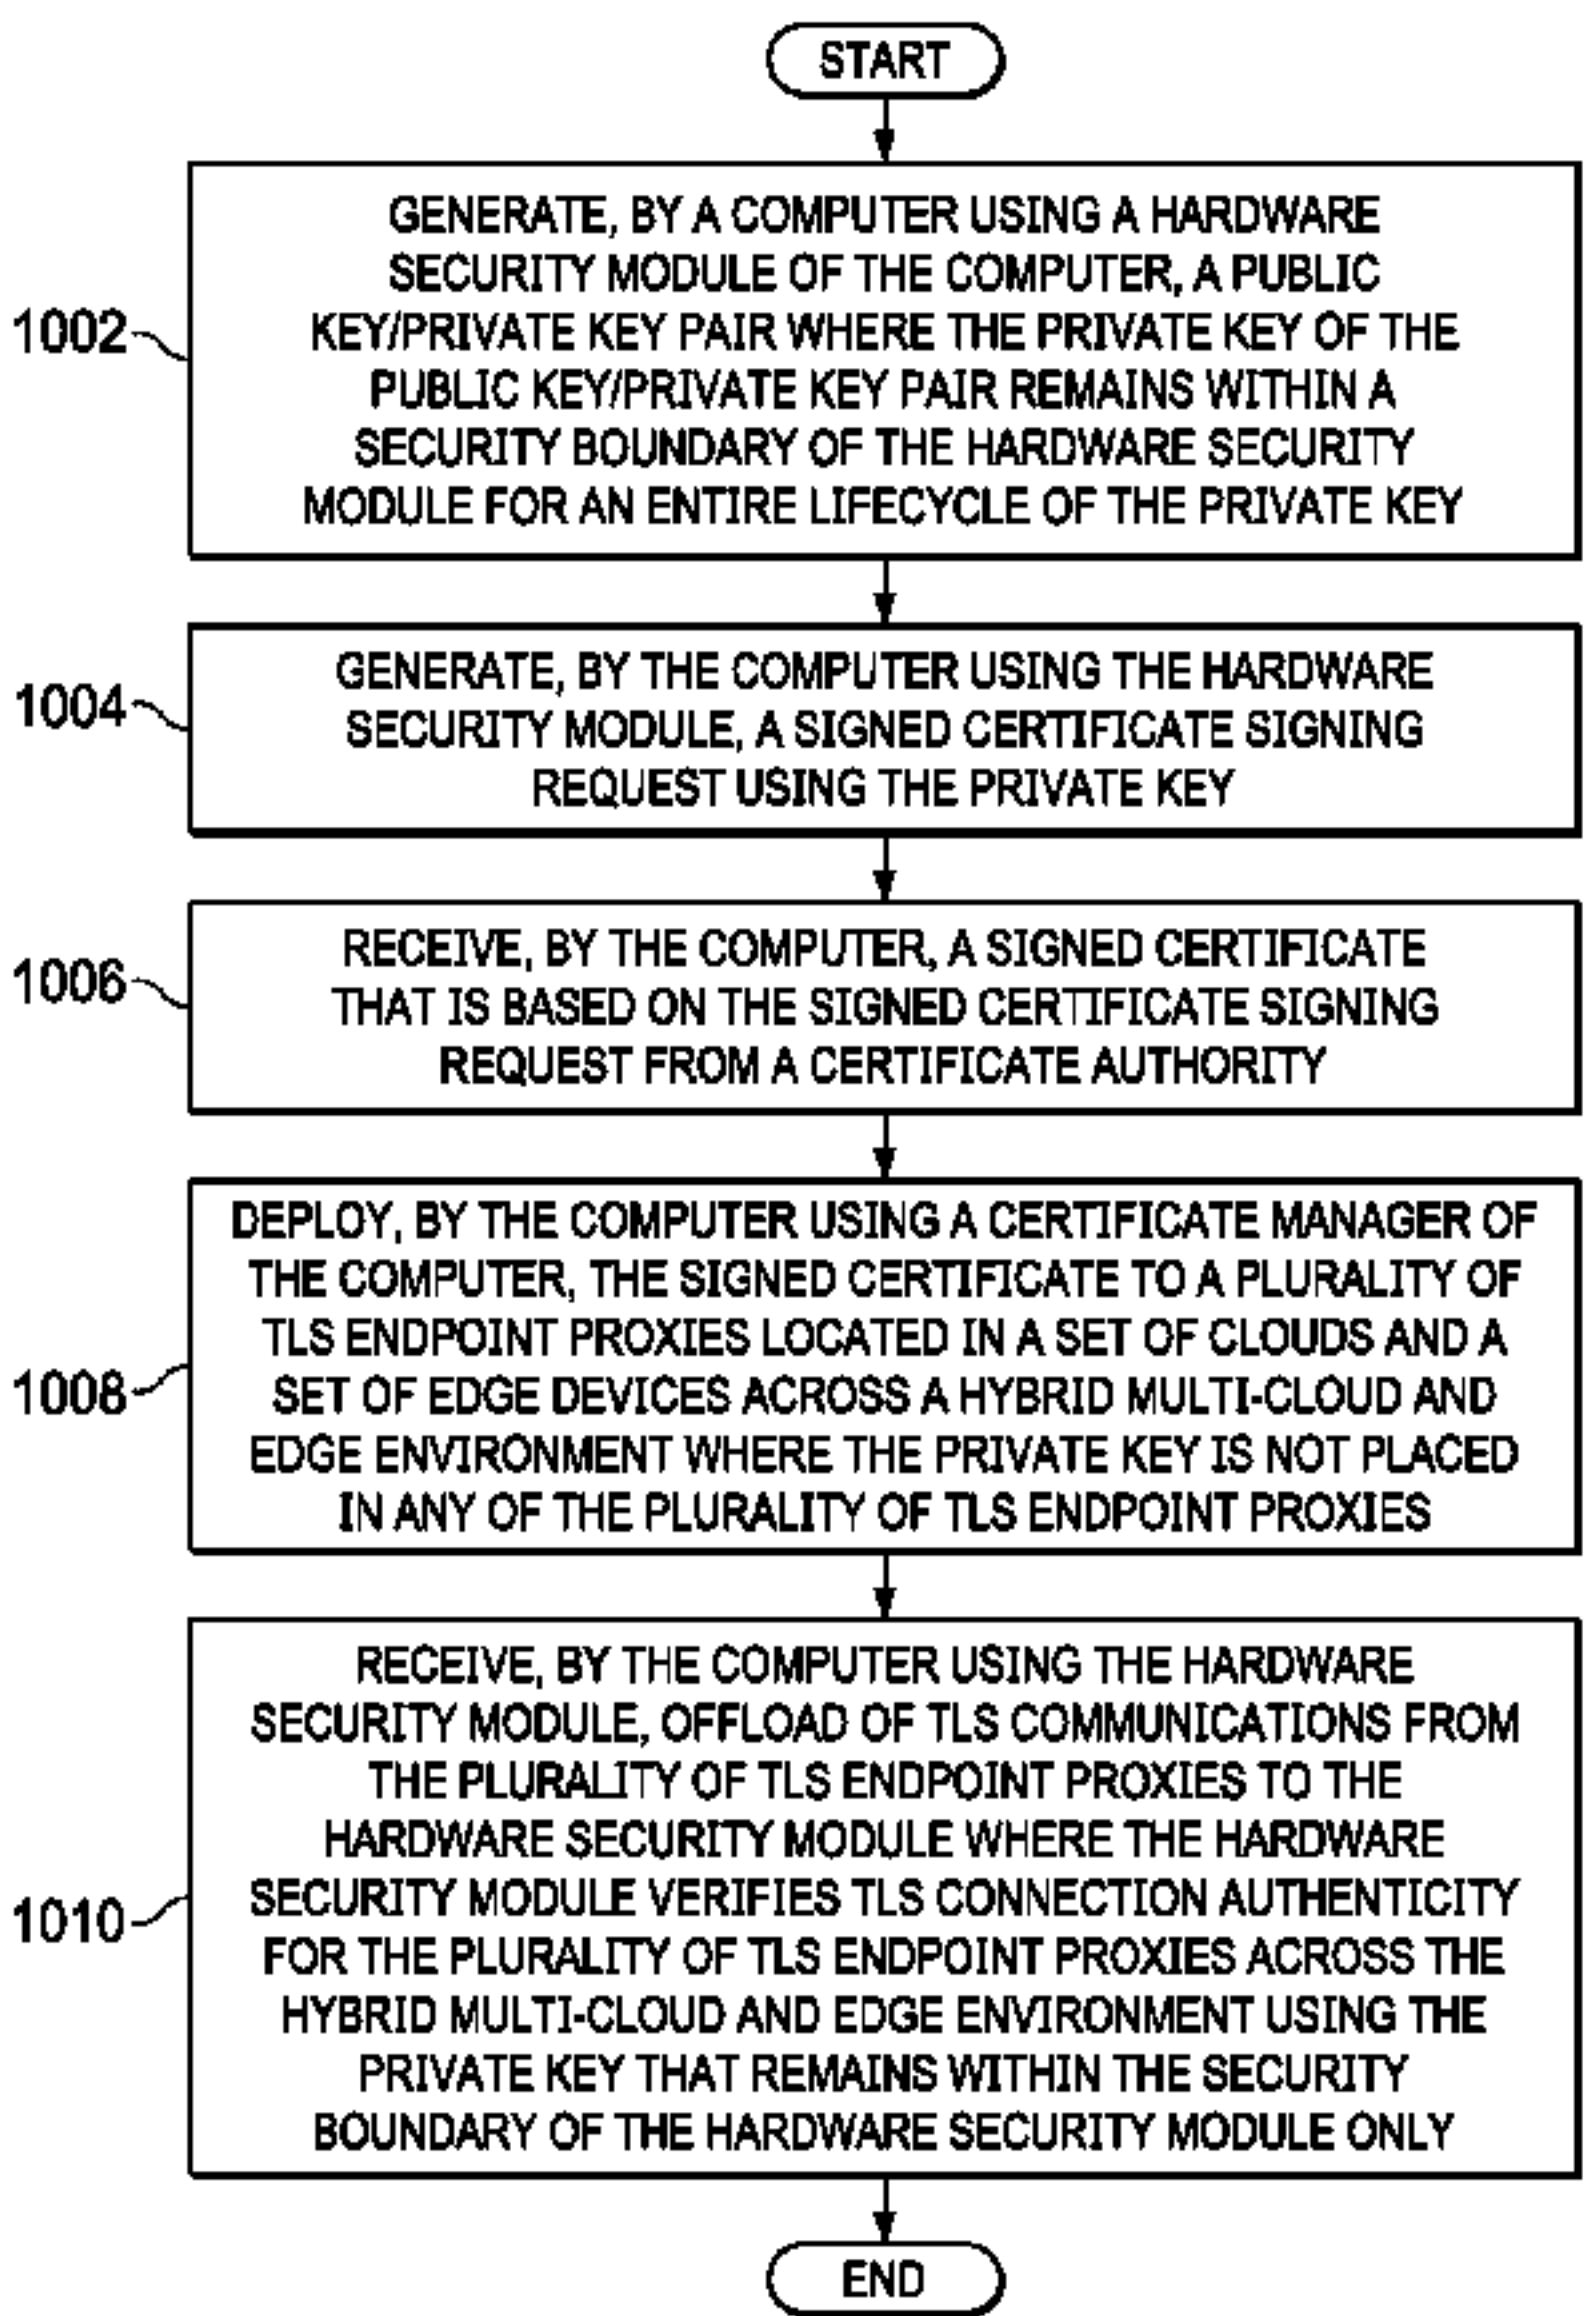 START
GENERATE, BY A COMPUTER USING A HARDWARE
SECURITY MODULE OF THE COMPUTER, A PUBLIC
KEY/PRIVATE KEY PAIR WHERE THE PRIVATE KEY OF THE
PUBLIC KEY/PRIVATE KEY PAIR REMAINS WITHIN A
SECURITY BOUNDARY OF THE HARDWARE SECURITY
MODULE FOR AN ENTIRE LIFECYCLE OF THE PRIVATE KEY
1002
GENERATE, BY THE COMPUTER USING THE HARDWARE
SECURITY MODULE, A SIGNED CERTIFICATE SIGNING
REQUEST USING THE PRIVATE KEY
1004
RECEIVE, BY THE COMPUTER, A SIGNED CERTIFICATE
THAT IS BASED ON THE SIGNED CERTIFICATE SIGNING
REQUEST FROM A CERTIFICATE AUTHORITY
1006
DEPLOY, BY THE COMPUTER USING A CERTIFICATE MANAGER OF
THE COMPUTER, THE SIGNED CERTIFICATE TO A PLURALITY OF
TLS ENDPOINT PROXIES LOCATED IN A SET OF CLOUDS AND A
SET OF EDGE DEVICES ACROSS A HYBRID MULTI-CLOUD AND
EDGE ENVIRONMENT WHERE THE PRIVATE KEY IS NOT PLACED
IN ANY OF THE PLURALITY OF TLS ENDPOINT PROXIES
1008
RECEIVE, BY THE COMPUTER USING THE HARDWARE
SECURITY MODULE, OFFLOAD OF TLS COMMUNICATIONS FROM
THE PLURALITY OF TLS ENDPOINT PROXIES TO THE
HARDWARE SECURITY MODULE WHERE THE HARDWARE
SECURITY MODULE VERIFIES TLS CONNECTION AUTHENTICITY
FOR THE PLURALITY OF TLS ENDPOINT PROXIES ACROSS THE
HYBRID MULTI-CLOUD AND EDGE ENVIRONMENT USING THE
PRIVATE KEY THAT REMAINS WITHIN THE SECURITY
BOUNDARY OF THE HARDWARE SECURITY MODULE ONLY
1010
END